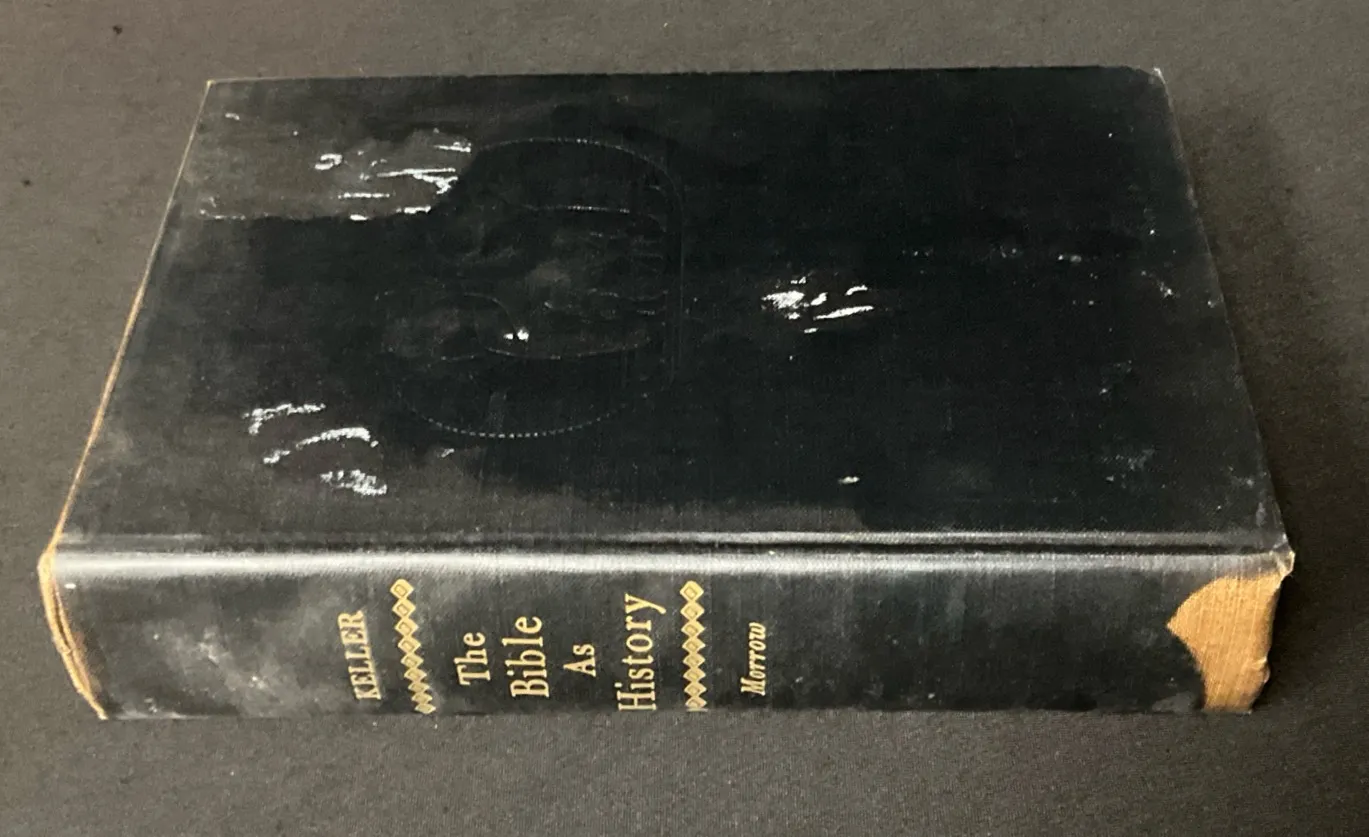 KELLER
The
Bible
As
History
Morrow